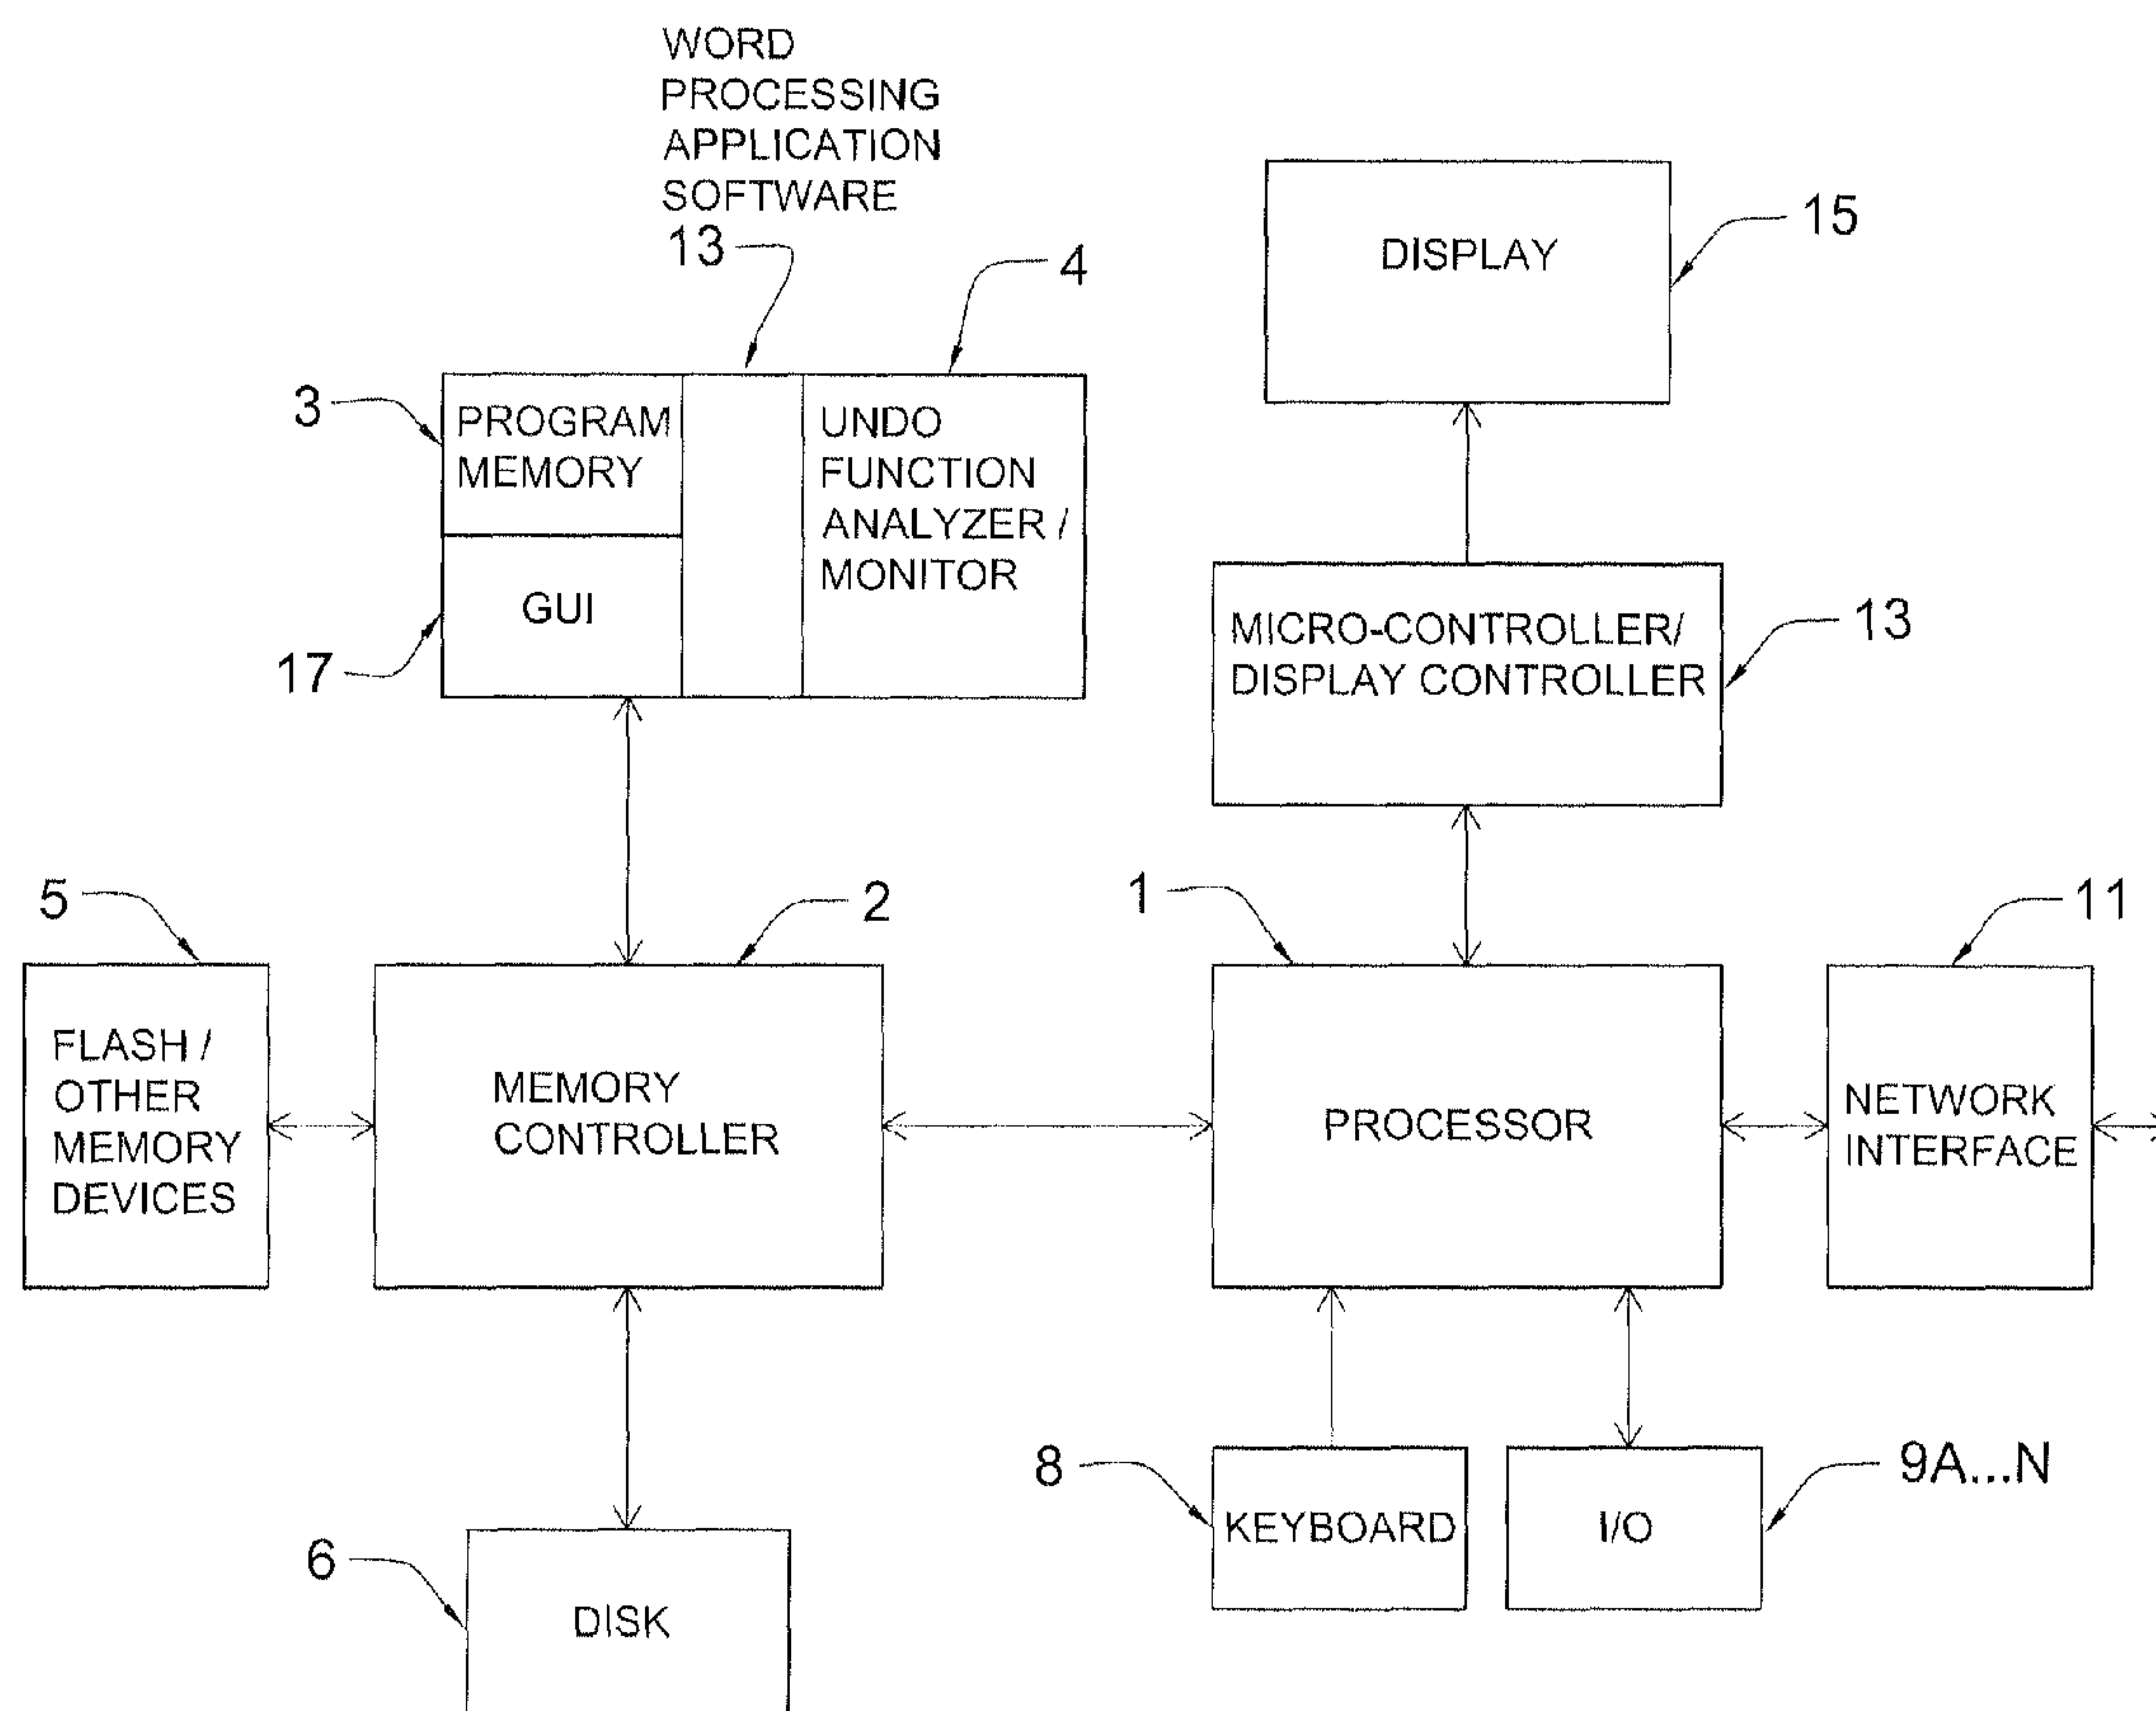 WORD
PROCESSING
APPLICATION
SOFTWARE
13
4
3
PROGRAM
MEMORY
UNDO
FUNCTION
ANALYZER /
MONITOR
GUI
17
DISPLAY
15
MICRO-CONTROLLER/
DISPLAY CONTROLLER
13
5
2
1
11
FLASH /
OTHER
MEMORY
DEVICES
MEMORY
CONTROLLER
PROCESSOR
NETWORK
INTERFACE
8
KEYBOARD
I/O
9A...N
6
DISK